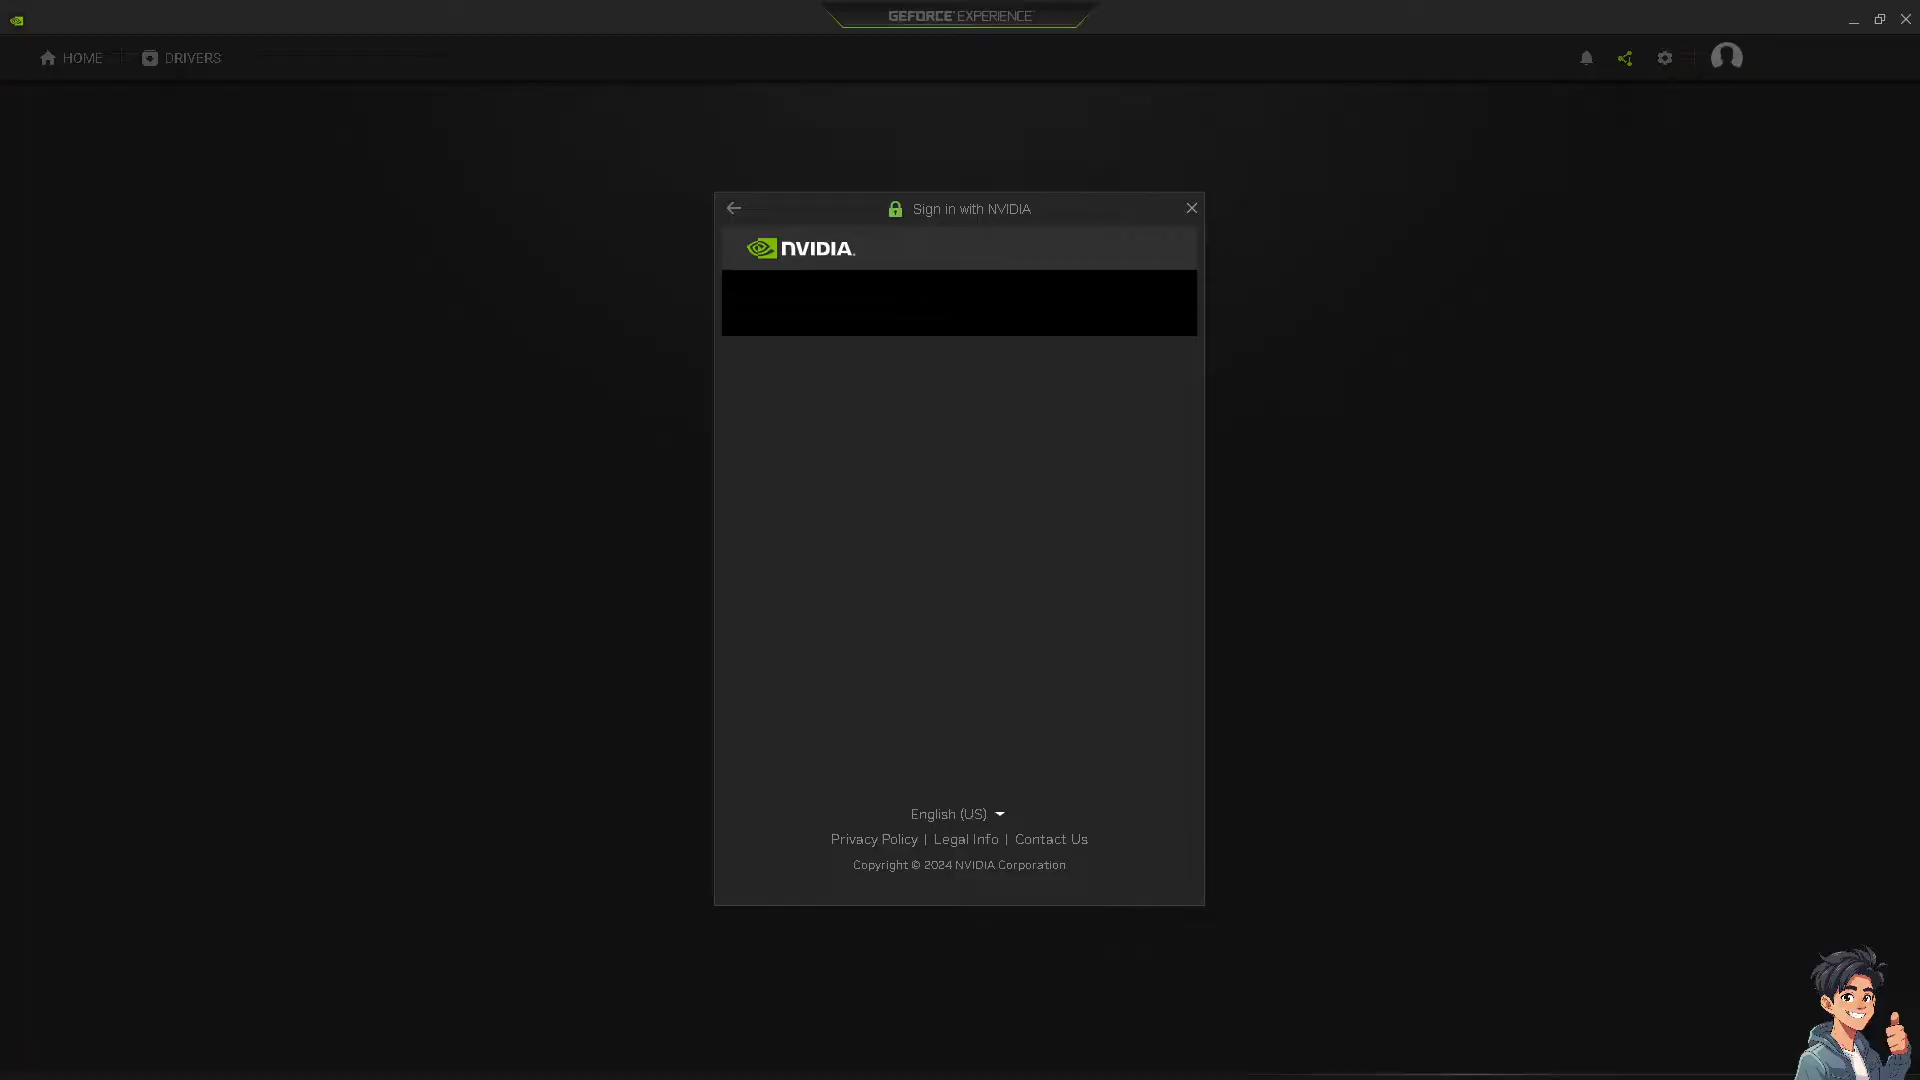 GEFORCE EXPERIENCE
HOME
DRIVERS
Sign in with NVIDIA
NVIDIA.
English (US)
Privacy Policy | Legal Info | Contact Us
Copyright © 2024 NVIDIA Corporation